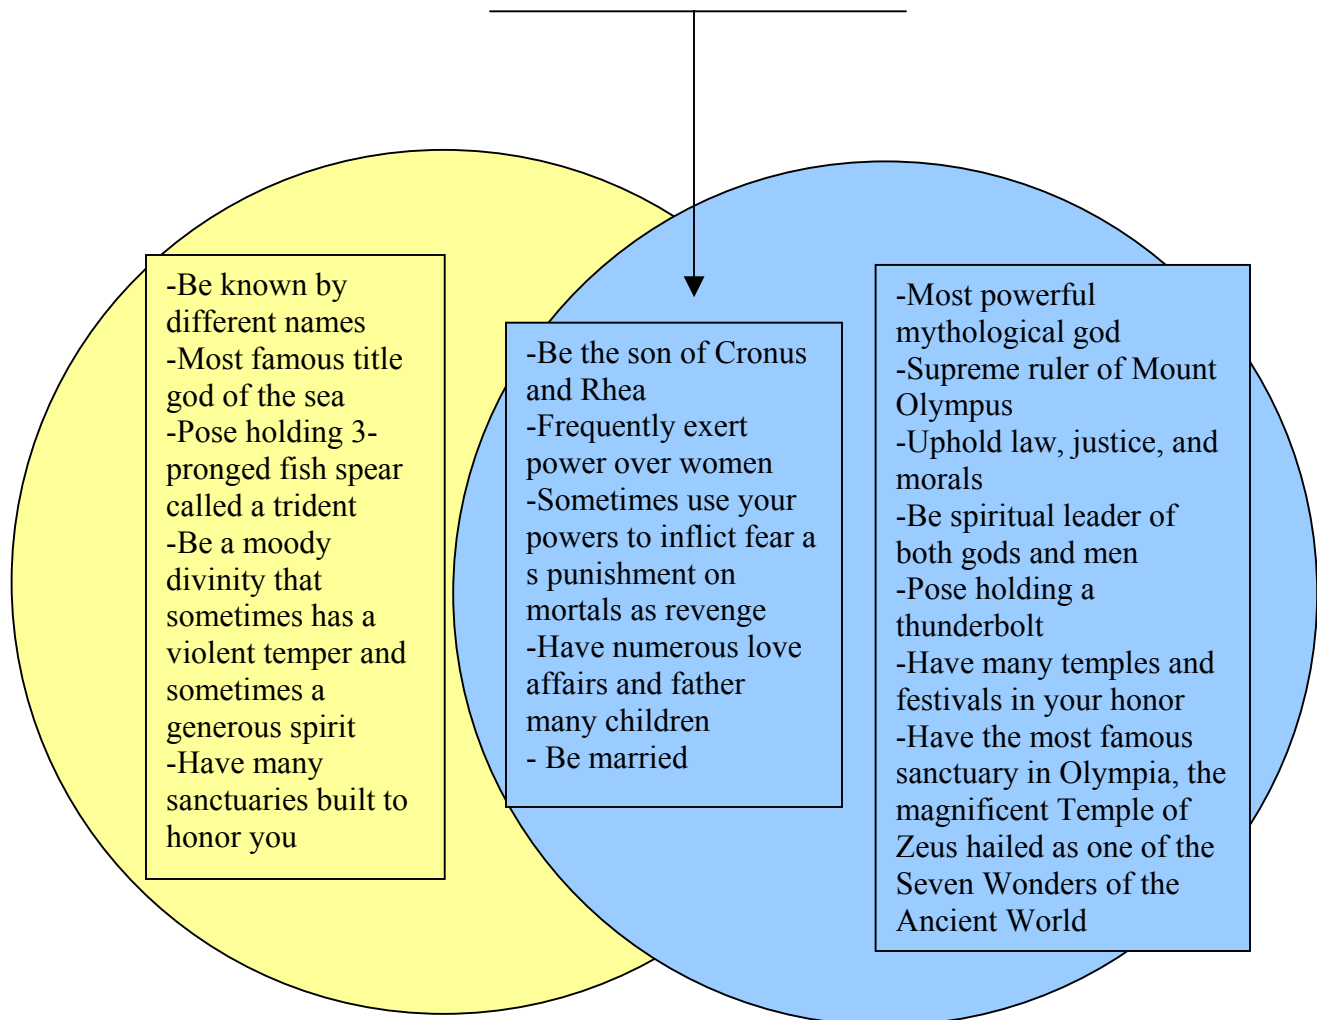 -Be known by
different names
-Most famous title
god of the sea
-Pose holding 3-
pronged fish spear
called a trident
-Be a moody
divinity that
sometimes has a
violent temper and
sometimes a
generous spirit
-Have many
sanctuaries built to
honor you
-Be the son of Cronus
and Rhea
-Frequently exert
power over women
-Sometimes use your
powers to inflict fear a
s punishment on
mortals as revenge
-Have numerous love
affairs and father
many children
- Be married
-Most powerful
mythological god
-Supreme ruler of Mount
Olympus
-Uphold law, justice, and
morals
-Be spiritual leader of
both gods and men
-Pose holding a
thunderbolt
-Have many temples and
festivals in your honor
-Have the most famous
sanctuary in Olympia, the
magnificent Temple of
Zeus hailed as one of the
Seven Wonders of the
Ancient World